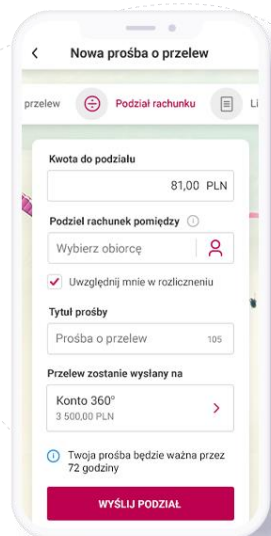 Nowa prośba o przelew
przelew
Podział rachunku
Li
Kwota do podziału
81,00 PLN
Podziel rachunek pomiędzy
Wybierz obiorcę
Uwzględnij mnie w rozliczeniu
Tytuł prośby
Prośba o przelew 105
Przelew zostanie wysłany na
Konto 360°
3 500,00 PLN
Twoja prośba będzie ważna przez
72 godziny
WYŚLIJ PODZIAŁ